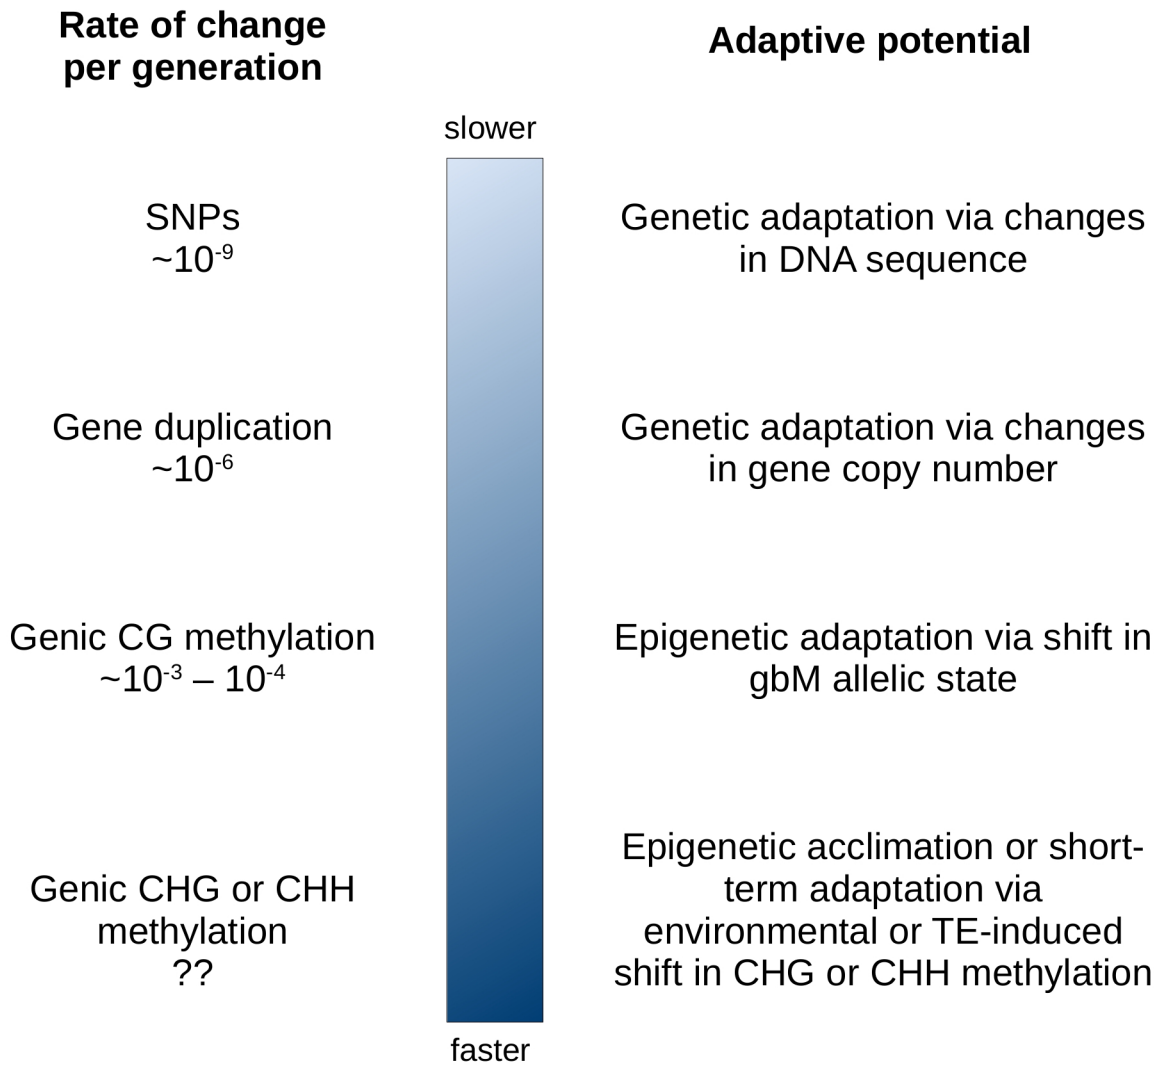 Rate of change
per generation
Adaptive potential
slower
SNPs
~10⁻⁹
Genetic adaptation via changes
in DNA sequence
Gene duplication
~10⁻⁶
Genetic adaptation via changes
in gene copy number
Genic CG methylation
~10⁻³ – 10⁻⁴
Epigenetic adaptation via shift in
gbM allelic state
Genic CHG or CHH
methylation
??
Epigenetic acclimation or short-
term adaptation via
environmental or TE-induced
shift in CHG or CHH methylation
faster